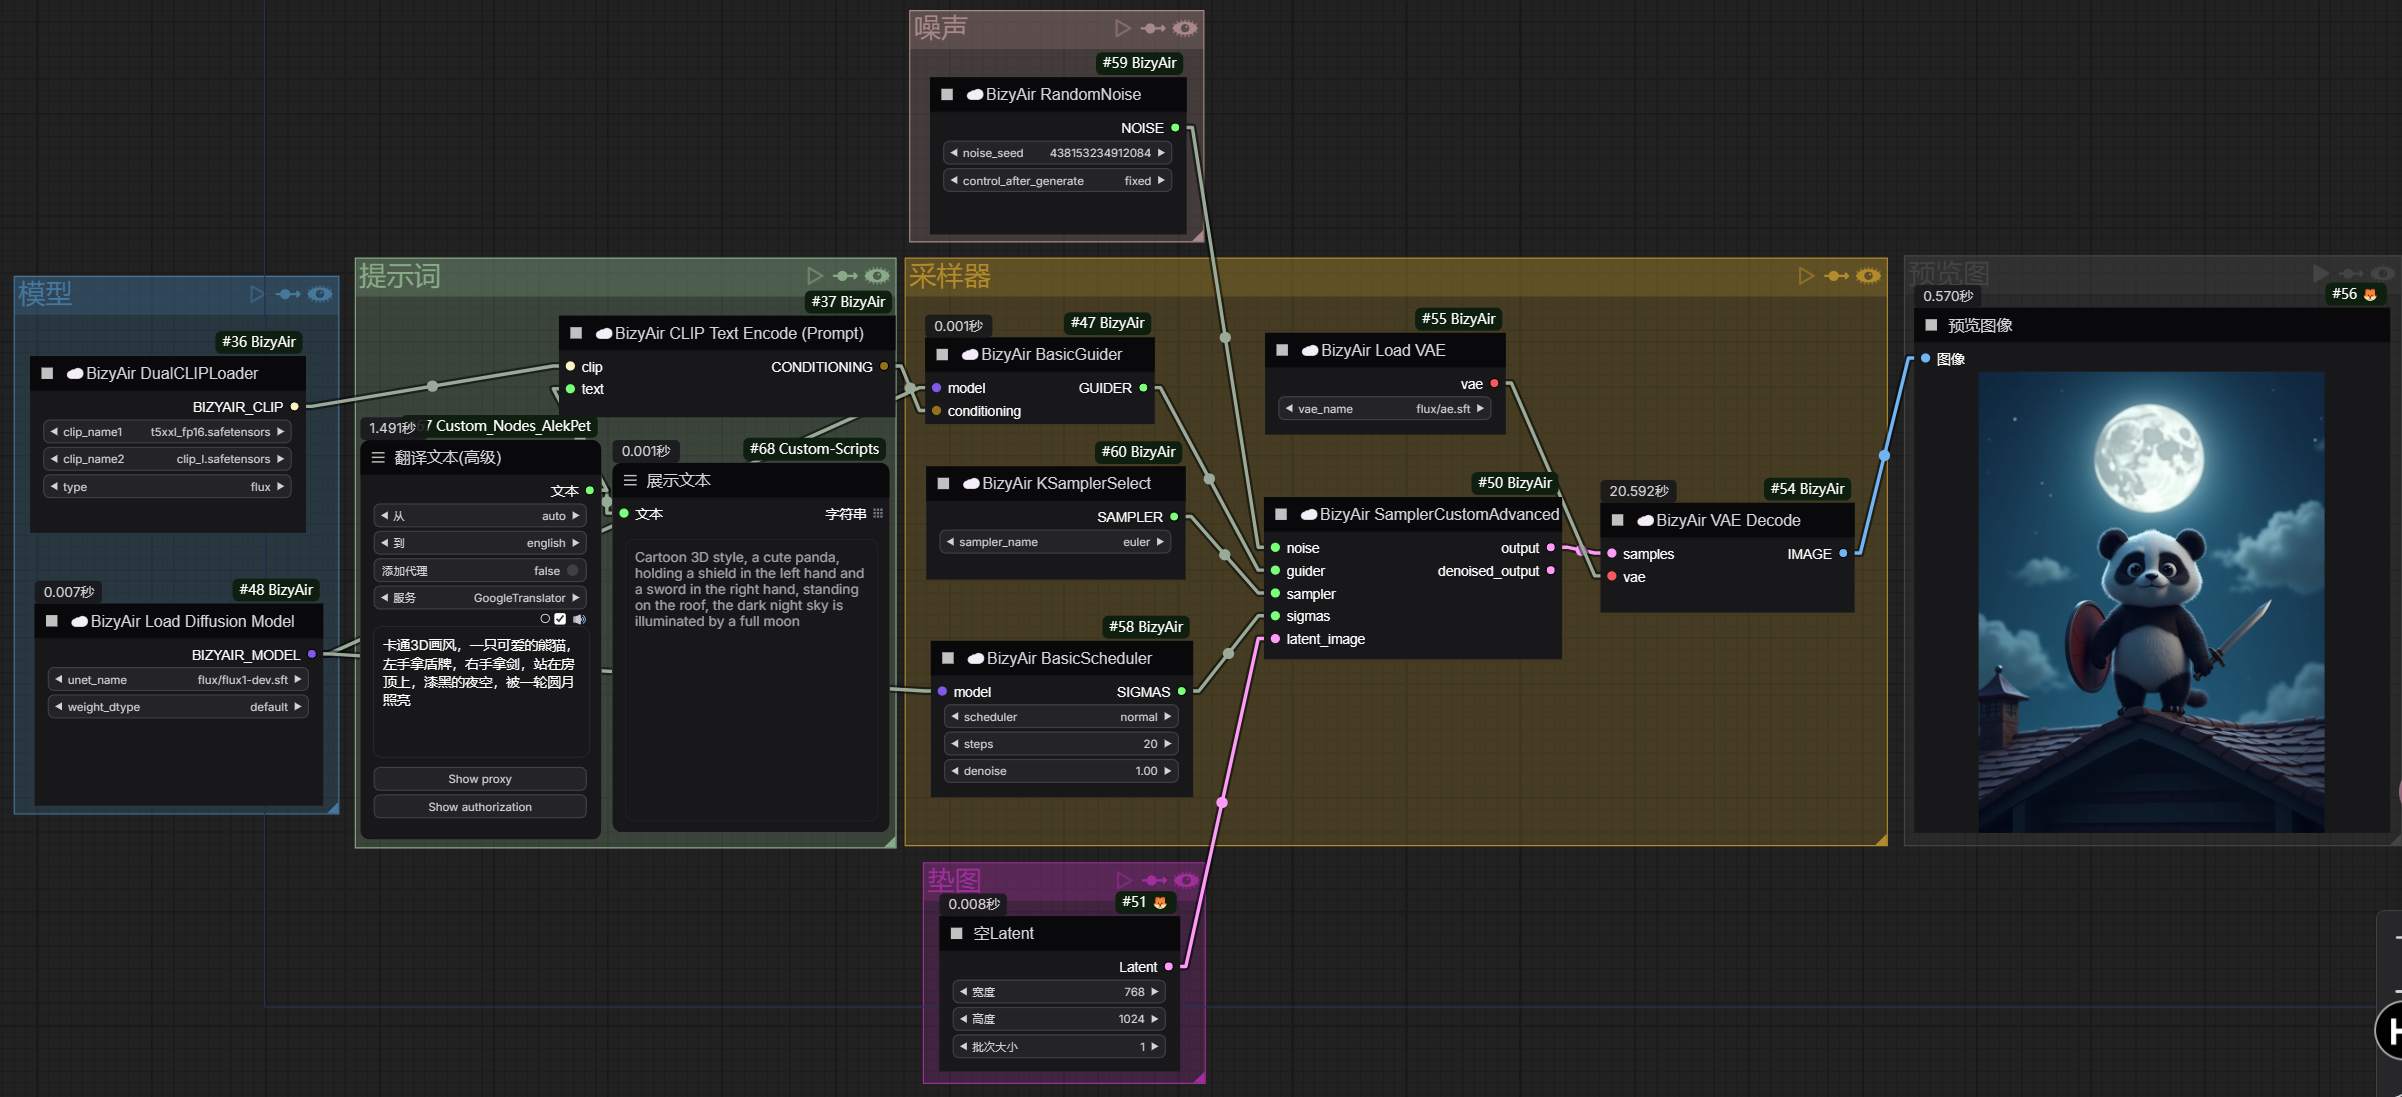 噪声
#59 BizyAir
BizyAir RandomNoise
NOISE
noise_seed 438153234912084
control_after_generate fixed
模型
#36 BizyAir
BizyAir DualCLIPLoader
BIZYAIR_CLIP
clip_name1 t5xxl_fp16.safetensors
clip_name2 clip_l.safetensors
type flux
0.007秒
#48 BizyAir
BizyAir Load Diffusion Model
BIZYAIR_MODEL
unet_name flux/flux1-dev.sft
weight_dtype default
提示词
#37 BizyAir
BizyAir CLIP Text Encode (Prompt)
clip CONDITIONING
text
1.491秒
7 Custom_Nodes_AlekPet
翻译文本(高级)
文本
从 auto
到 english
添加代理 false
服务 GoogleTranslator
卡通3D画风，一只可爱的熊猫，
左手拿盾牌，右手拿剑，站在房
顶上，漆黑的夜空，被一轮圆月
照亮
Show proxy
Show authorization
0.001秒
#68 Custom-Scripts
展示文本
文本 字符串
Cartoon 3D style, a cute panda,
holding a shield in the left hand and
a sword in the right hand, standing
on the roof, the dark night sky is
illuminated by a full moon
采样器
0.001秒
#47 BizyAir
BizyAir BasicGuider
model GUIDER
conditioning
#60 BizyAir
BizyAir KSamplerSelect
SAMPLER
sampler_name euler
#58 BizyAir
BizyAir BasicScheduler
model SIGMAS
scheduler normal
steps 20
denoise 1.00
#55 BizyAir
BizyAir Load VAE
vae
vae_name flux/ae.sft
#50 BizyAir
BizyAir SamplerCustomAdvanced
noise output
guider denoised_output
sampler
sigmas
latent_image
20.592秒
#54 BizyAir
BizyAir VAE Decode
samples IMAGE
vae
垫图
0.008秒
#51
空Latent
Latent
宽度 768
高度 1024
批次大小 1
预览图
0.570秒
#56
预览图像
图像